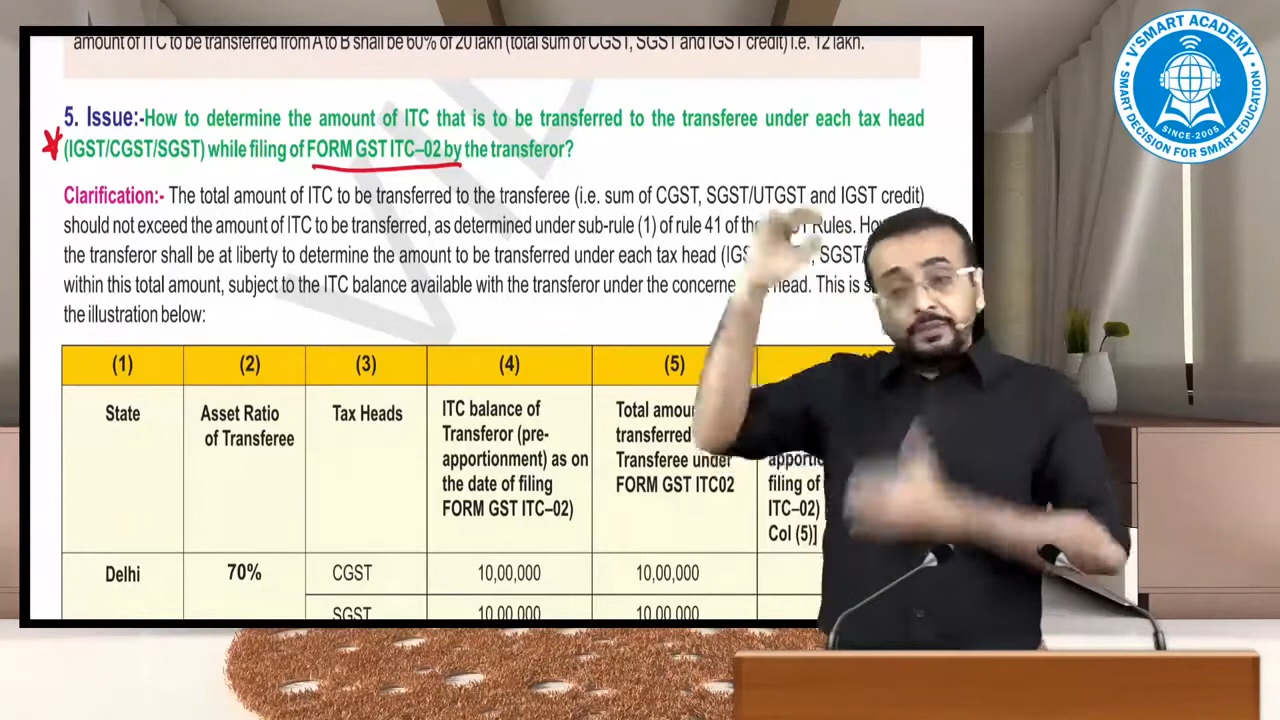 amount of ITC to be transferred from A to B shall be 60% of 20 lakh (total sum of CGST, SGST and IGST credit) i.e. 12 lakh.
5. Issue:-How to determine the amount of ITC that is to be transferred to the transferee under each tax head
(IGST/CGST/SGST) while filing of FORM GST ITC–02 by the transferor?
Clarification:- The total amount of ITC to be transferred to the transferee (i.e. sum of CGST, SGST/UTGST and IGST credit)
should not exceed the amount of ITC to be transferred, as determined under sub-rule (1) of rule 41 of the Rules.
the transferor shall be at liberty to determine the amount to be transferred under each tax head
within this total amount, subject to the ITC balance available with the transferor under the head. This is
the illustration below:
(1) (2) (3) (4) (5)
State
Asset Ratio
of Transferee
Tax Heads
ITC balance of
Transferor (pre-
apportionment) as on
the date of filing
FORM GST ITC–02)
Total
transferred
Transferee under
FORM GST ITC02
filing of
ITC–02)
Col (5)]
Delhi 70% CGST 10,00,000 10,00,000
SGST 10,00,000 10,00,000
V'SMART ACADEMY
SINCE-2005
SMART DECISION FOR SMART EDUCATION